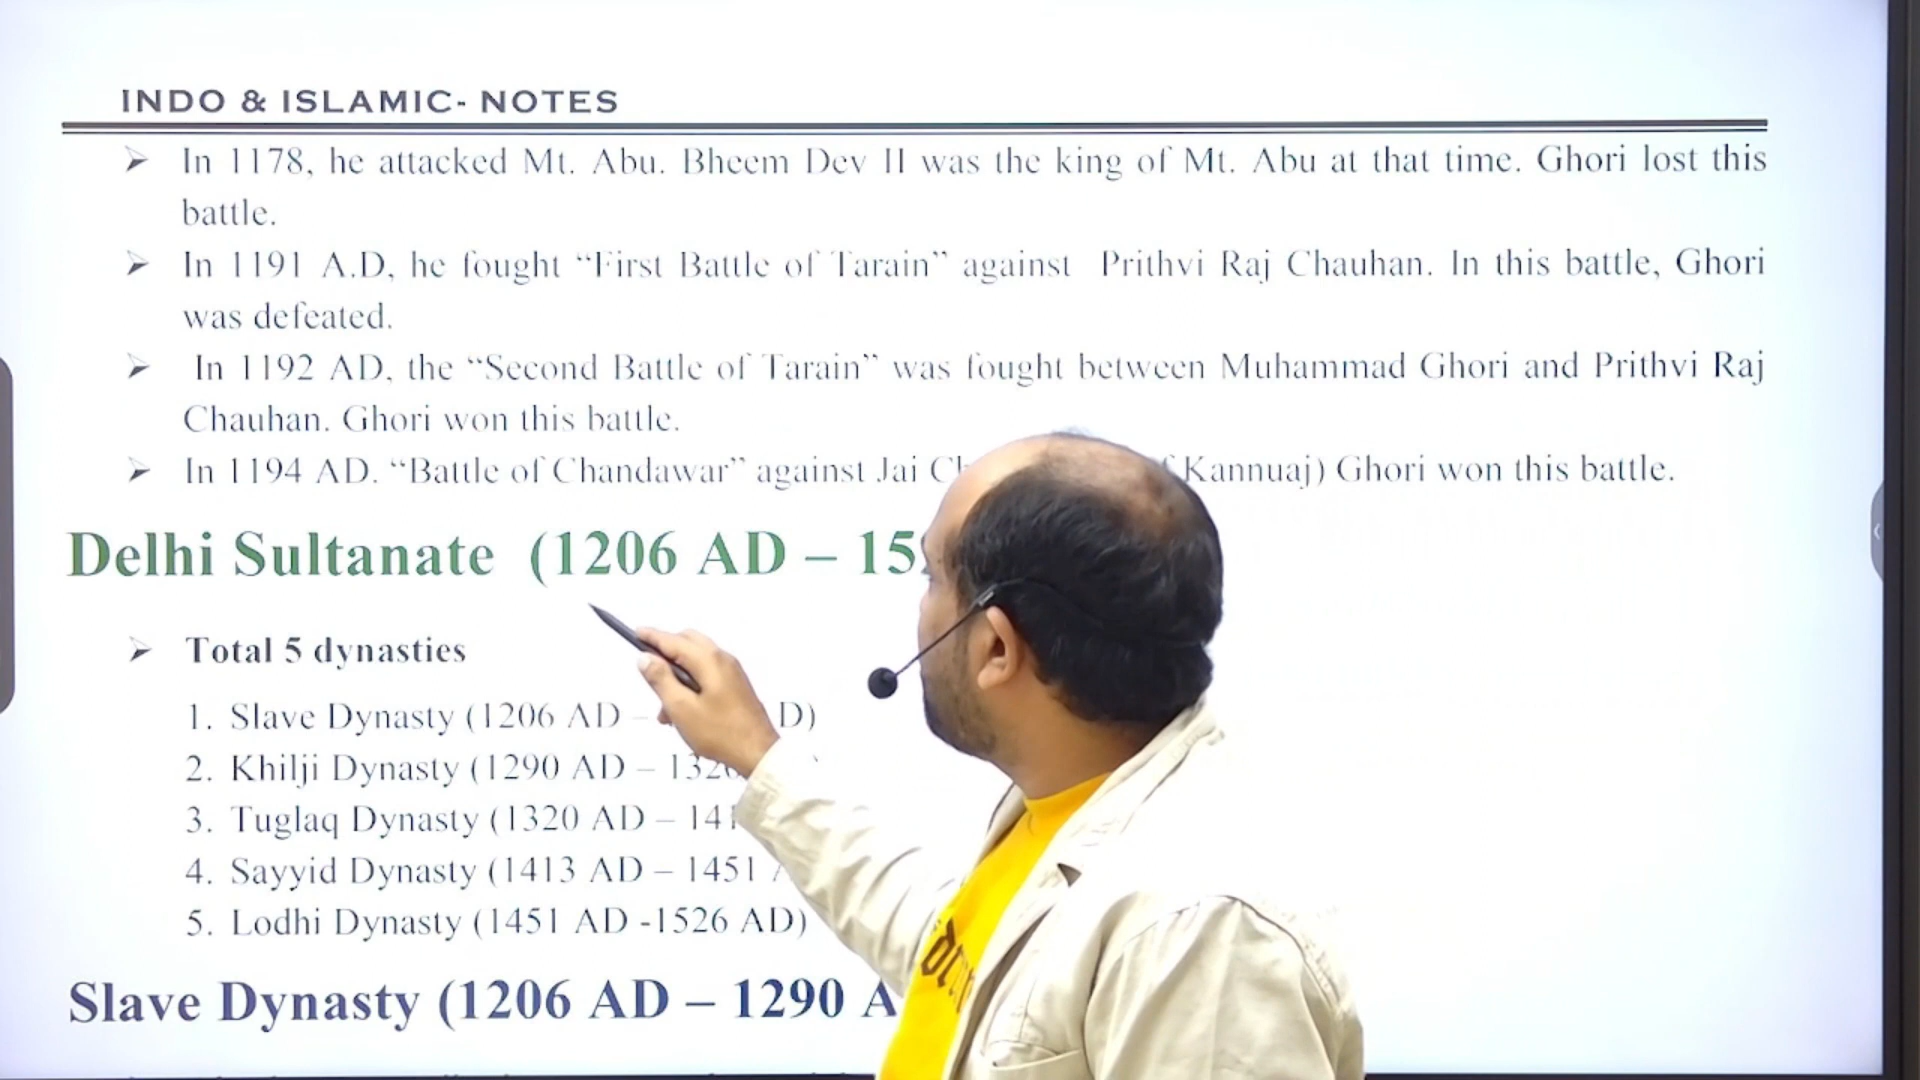 INDO & ISLAMIC- NOTES
➢ In 1178, he attacked Mt. Abu. Bheem Dev II was the king of Mt. Abu at that time. Ghori lost this
battle.
➢ In 1191 A.D, he fought “First Battle of Tarain” against Prithvi Raj Chauhan. In this battle, Ghori
was defeated.
➢ In 1192 AD, the “Second Battle of Tarain” was fought between Muhammad Ghori and Prithvi Raj
Chauhan. Ghori won this battle.
➢ In 1194 AD. “Battle of Chandawar” against Jai Kannuaj) Ghori won this battle.
Delhi Sultanate (1206 AD –
➢ Total 5 dynasties
1. Slave Dynasty (1206 AD – D)
2. Khilji Dynasty (1290 AD –
3. Tuglaq Dynasty (1320 AD –
4. Sayyid Dynasty (1413 AD – 1451
5. Lodhi Dynasty (1451 AD -1526 AD)
Slave Dynasty (1206 AD – 1290 A